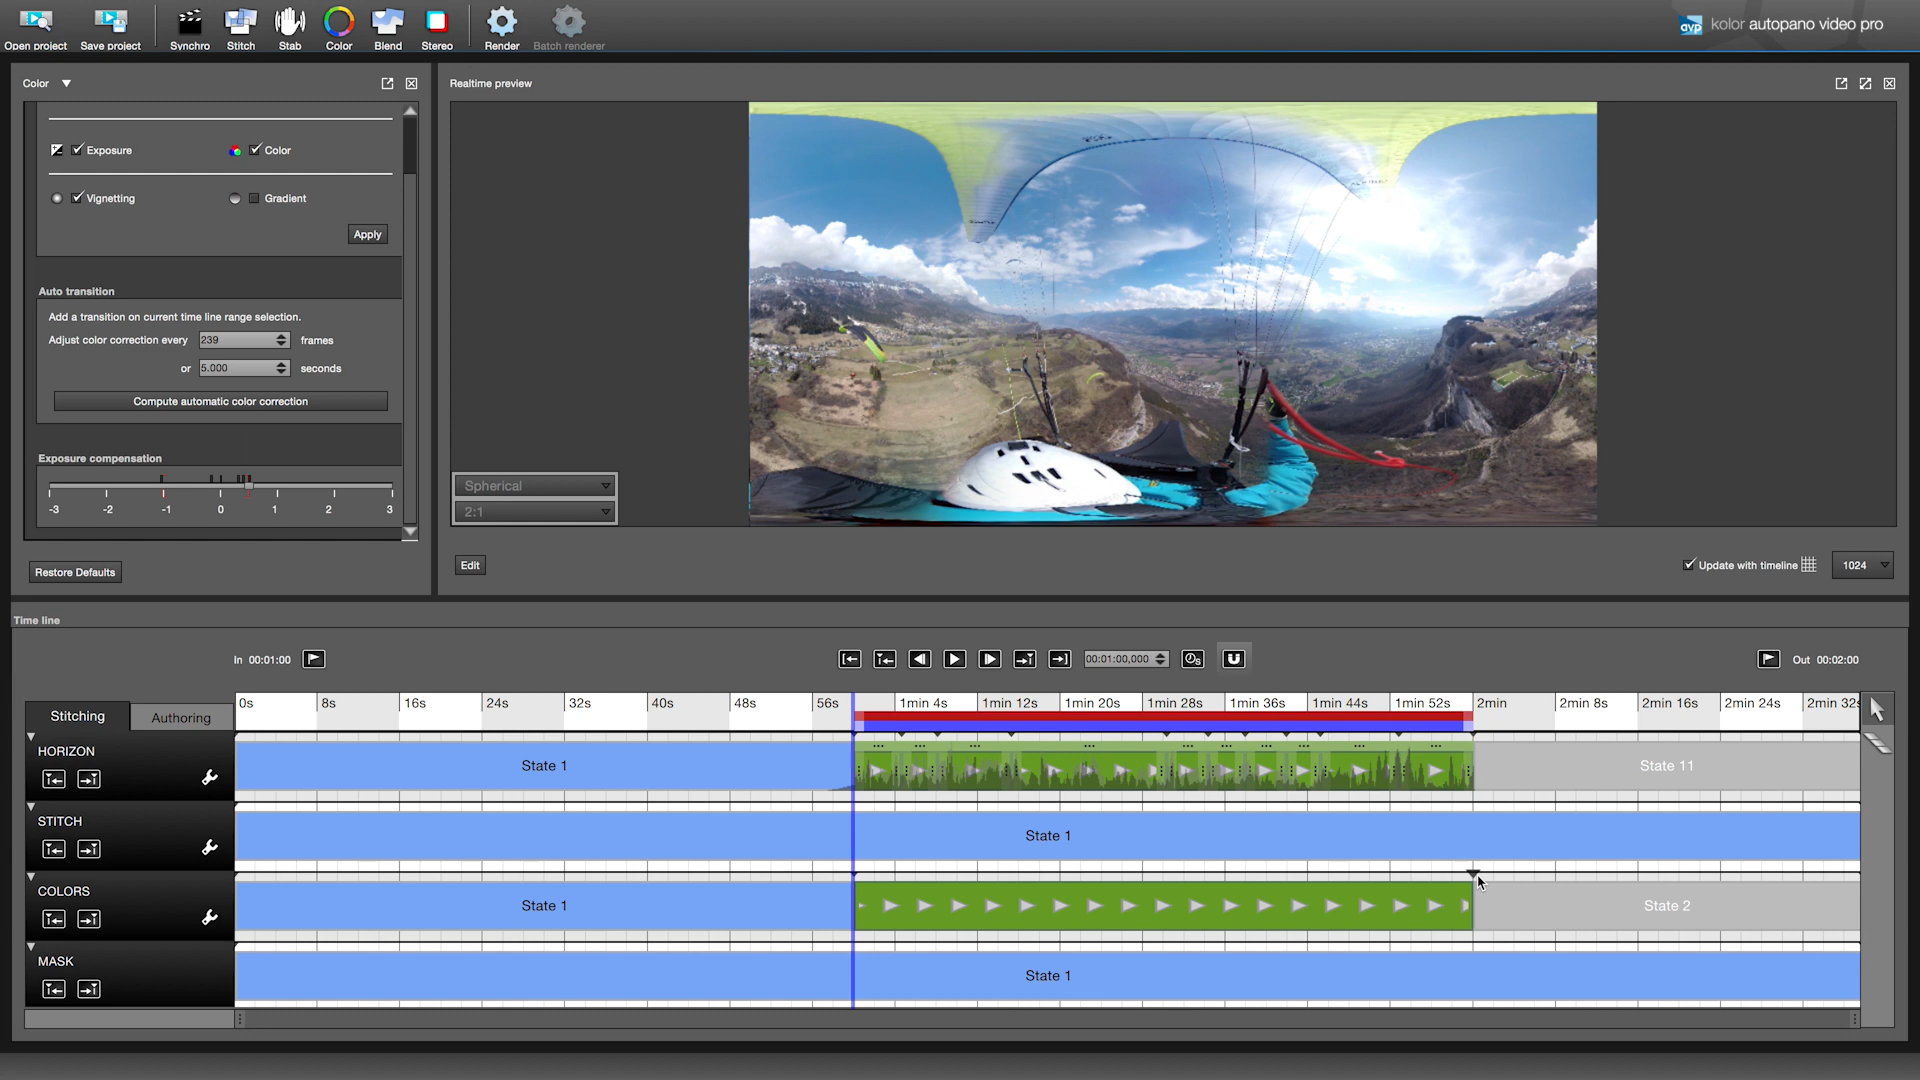 Open project
Save project
Synchro
Stitch
Stab
Color
Blend
Stereo
Render
Batch renderer
avp kolor autopano video pro
Color
Realtime preview
Exposure
Color
Vignetting
Gradient
Apply
Auto transition
Add a transition on current time line range selection.
Adjust color correction every 239 frames
or 5.000 seconds
Compute automatic color correction
Exposure compensation
-3 -2 -1 0 1 2 3
Restore Defaults
Spherical
2:1
Edit
Update with timeline
1024
Time line
In 00:01:00
00:01:00,000
Out 00:02:00
Stitching
Authoring
0s 8s 16s 24s 32s 40s 48s 56s 1min 4s 1min 12s 1min 20s 1min 28s 1min 36s 1min 44s 1min 52s 2min 2min 8s 2min 16s 2min 24s 2min 32s
HORIZON
State 1
State 11
STITCH
State 1
COLORS
State 1
State 2
MASK
State 1